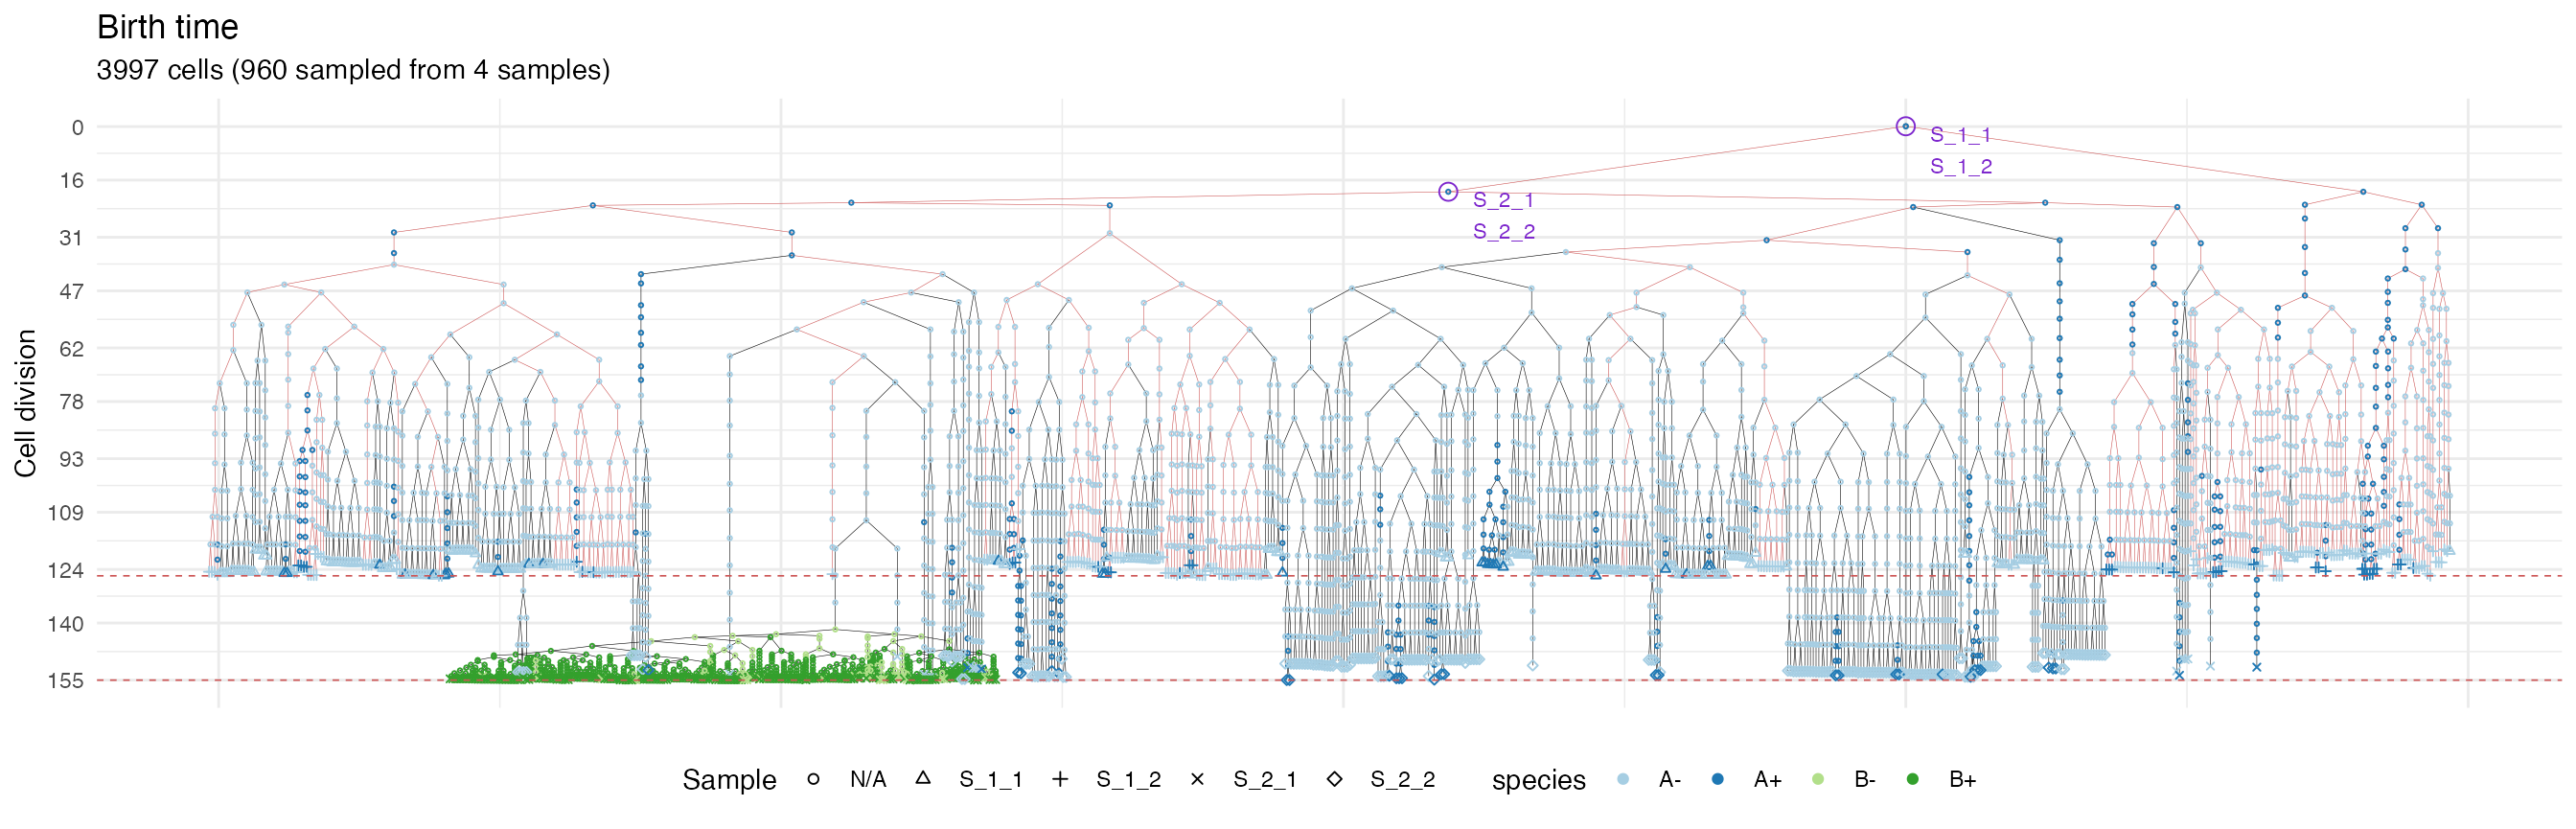 Birth time
3997 cells (960 sampled from 4 samples)
Cell division
0
16
31
47
62
78
93
109
124
140
155
S_1_1
S_1_2
S_2_1
S_2_2
Sample N/A S_1_1 S_1_2 S_2_1 S_2_2 species A- A+ B- B+